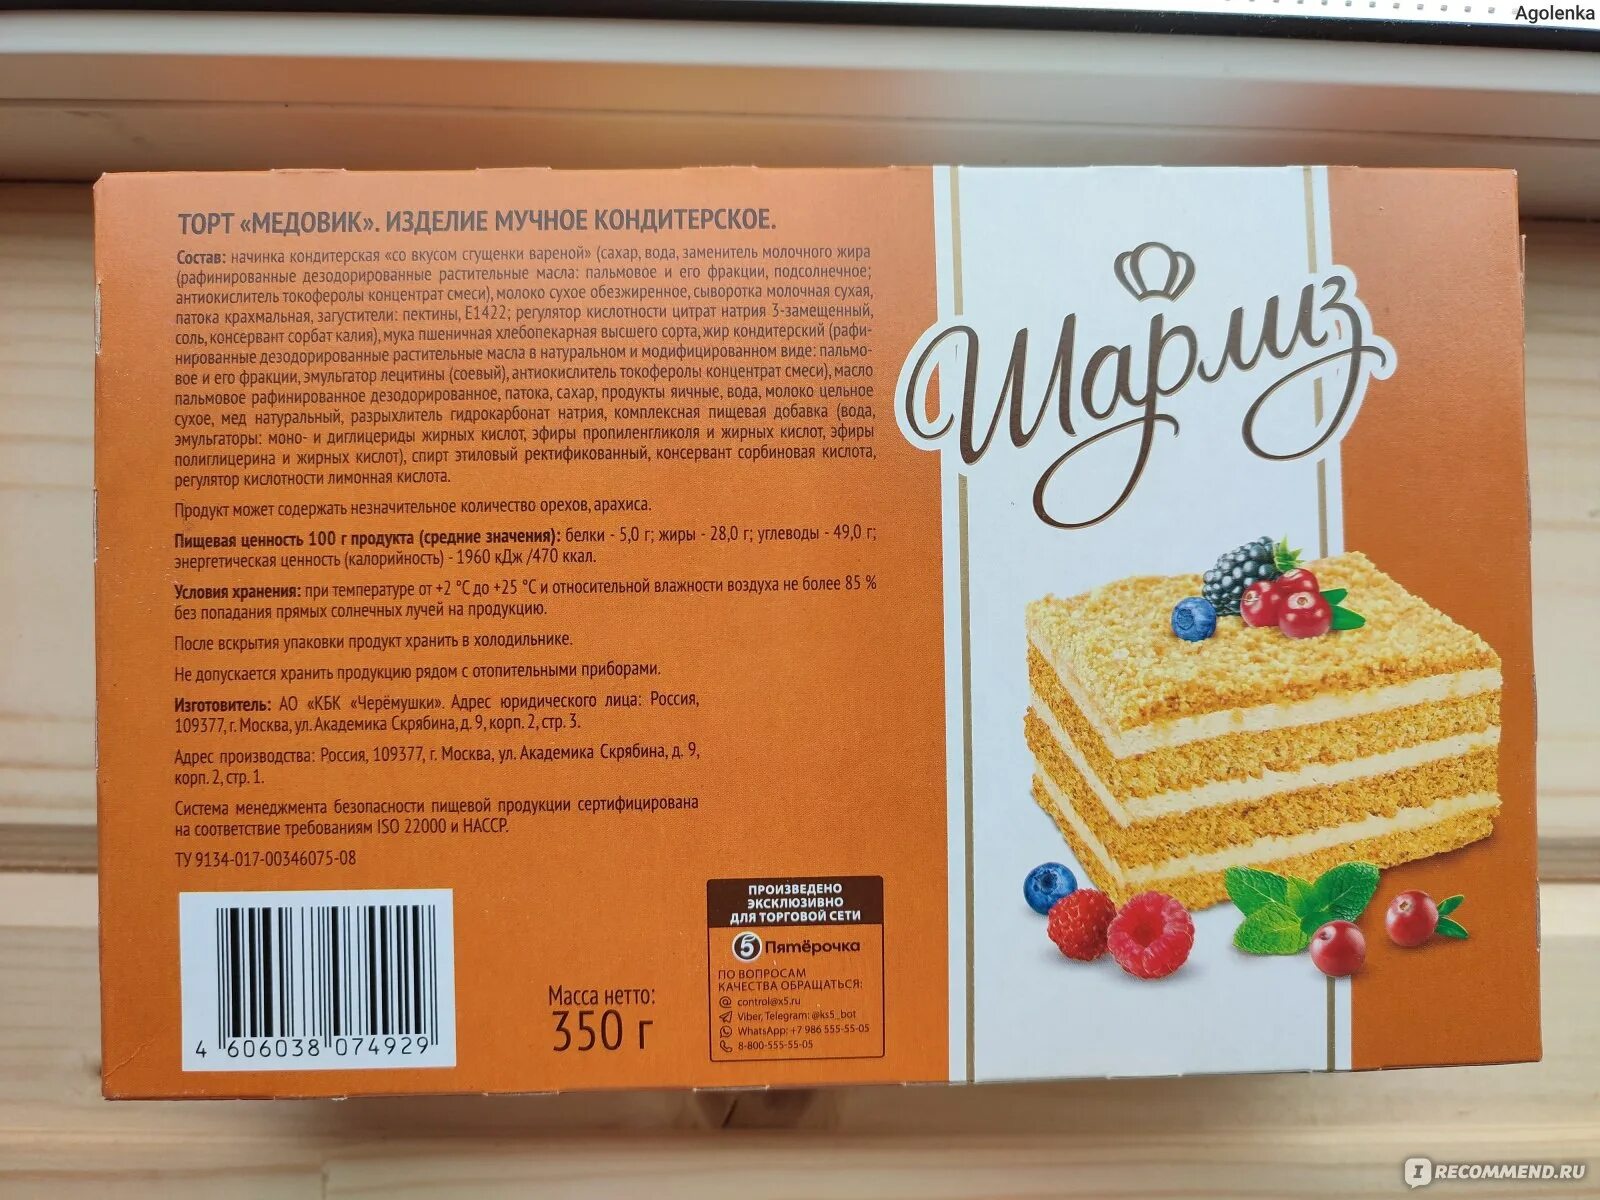 Agolenka
ТОРТ «МЕДОВИК». ИЗДЕЛИЕ МУЧНОЕ КОНДИТЕРСКОЕ.
Состав: начинка кондитерская «со вкусом сгущенки вареной» (сахар, вода, заменитель молочного жира
(рафинированные дезодорированные растительные масла: пальмовое и его фракции, подсолнечное;
антиокислитель токоферолы концентрат смеси), молоко сухое обезжиренное, сыворотка молочная сухая,
патока крахмальная, загустители: пектины, Е1422; регулятор кислотности цитрат натрия 3-замещенный,
соль, консервант сорбат калия), мука пшеничная хлебопекарная высшего сорта, жир кондитерский (рафи-
нированные дезодорированные растительные масла в натуральном и модифицированном виде: пальмо-
вое и его фракции, эмульгатор лецитины (соевый), антиокислитель токоферолы концентрат смеси), масло
пальмовое рафинированное дезодорированное, патока, сахар, продукты яичные, вода, молоко цельное
сухое, мед натуральный, разрыхлитель гидрокарбонат натрия, комплексная пищевая добавка (вода,
эмульгаторы: моно- и диглицериды жирных кислот, эфиры пропиленгликоля и жирных кислот, эфиры
полиглицерина и жирных кислот), спирт этиловый ректификованный, консервант сорбиновая кислота,
регулятор кислотности лимонная кислота.
Продукт может содержать незначительное количество орехов, арахиса.
Пищевая ценность 100 г продукта (средние значения): белки - 5,0 г; жиры - 28,0 г; углеводы - 49,0 г;
энергетическая ценность (калорийность) - 1960 кДж /470 ккал.
Условия хранения: при температуре от +2 °С до +25 °С и относительной влажности воздуха не более 85 %
без попадания прямых солнечных лучей на продукцию.
После вскрытия упаковки продукт хранить в холодильнике.
Не допускается хранить продукцию рядом с отопительными приборами.
Изготовитель: АО «КБК «Черёмушки». Адрес юридического лица: Россия,
109377, г. Москва, ул. Академика Скрябина, д. 9, корп. 2, стр. 3.
Адрес производства: Россия, 109377, г. Москва, ул. Академика Скрябина, д. 9,
корп. 2, стр. 1.
Система менеджмента безопасности пищевой продукции сертифицирована
на соответствие требованиям ISO 22000 и HACCP.
ТУ 9134-017-00346075-08
4 606038 074929
Масса нетто:
350 г
ПРОИЗВЕДЕНО
ЭКСКЛЮЗИВНО
ДЛЯ ТОРГОВОЙ СЕТИ
5 Пятёрочка
ПО ВОПРОСАМ
КАЧЕСТВА ОБРАЩАТЬСЯ:
control@x5.ru
Viber, Telegram: @ks5_bot
WhatsApp: +7 986 555-55-05
8-800-555-55-05
Шарлиз
IRECOMMEND.RU